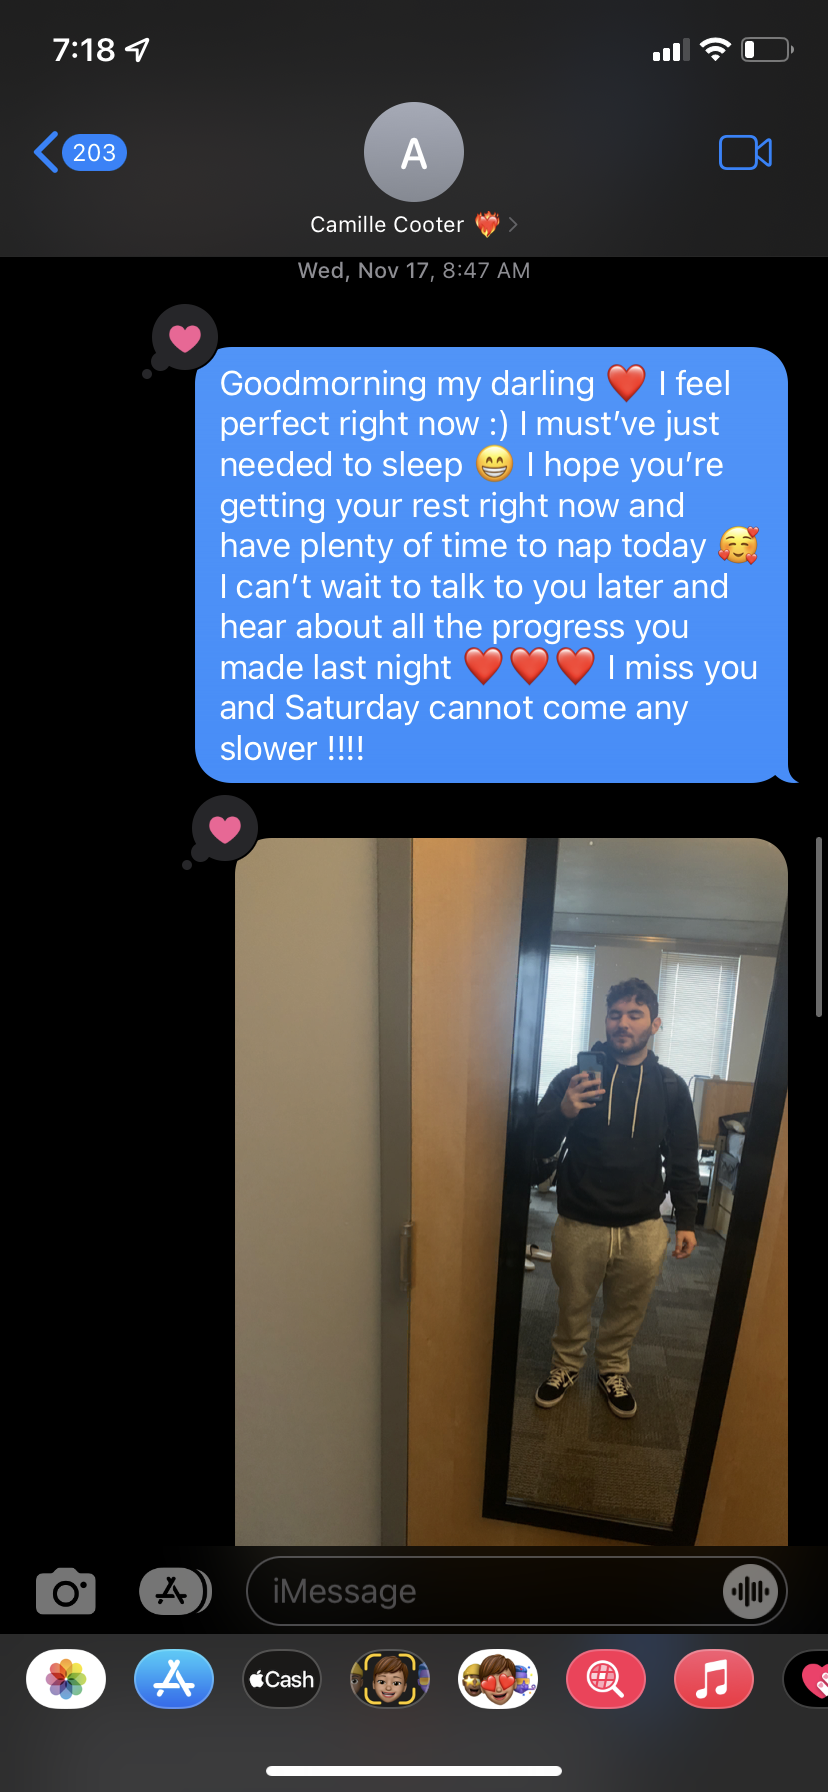 7:18
203
A
Camille Cooter ❤️‍🔥
Wed, Nov 17, 8:47 AM
Goodmorning my darling ❤️ I feel
perfect right now :) I must’ve just
needed to sleep 😁 I hope you’re
getting your rest right now and
have plenty of time to nap today 🥰
I can’t wait to talk to you later and
hear about all the progress you
made last night ❤️❤️❤️ I miss you
and Saturday cannot come any
slower !!!!
iMessage
Cash